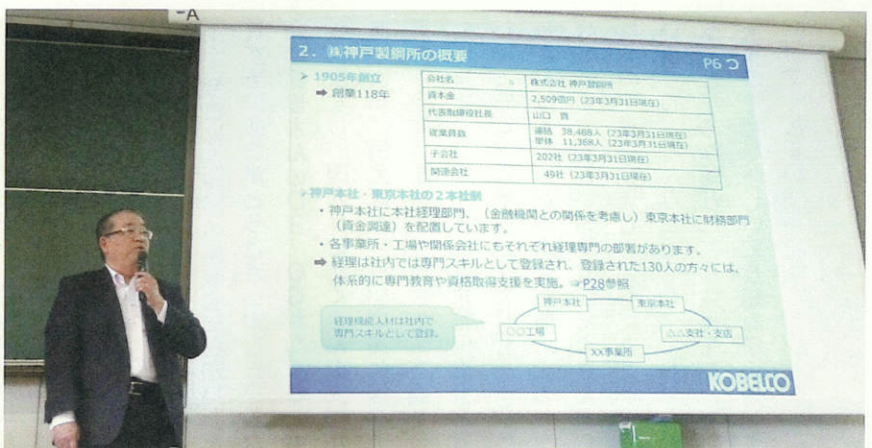 2. ㈱神戸製鋼所の概要
P6
➢ 1905年創立
➡ 創業118年
会社名 株式会社 神戸製鋼所
資本金 2,509億円（23年3月31日現在）
代表取締役社長 山口 貢
従業員数 連結 38,488人（23年3月31日現在）
単体 11,368人（23年3月31日現在）
子会社 202社（23年3月31日現在）
関連会社 49社（23年3月31日現在）
➢神戸本社・東京本社の２本社制
・神戸本社に本社経理部門、（金融機関との関係を考慮し）東京本社に財務部門
（資金調達）を配置しています。
・各事業所・工場や関係会社にもそれぞれ経理専門の部署があります。
➡ 経理は社内では専門スキルとして登録され、登録された130人の方々には、
体系的に専門教育や資格取得支援を実施。☞P28参照
神戸本社
東京本社
経理機能人材は社内で
専門スキルとして登録。
〇〇工場
△△支社・支店
XX事業所
KOBELCO